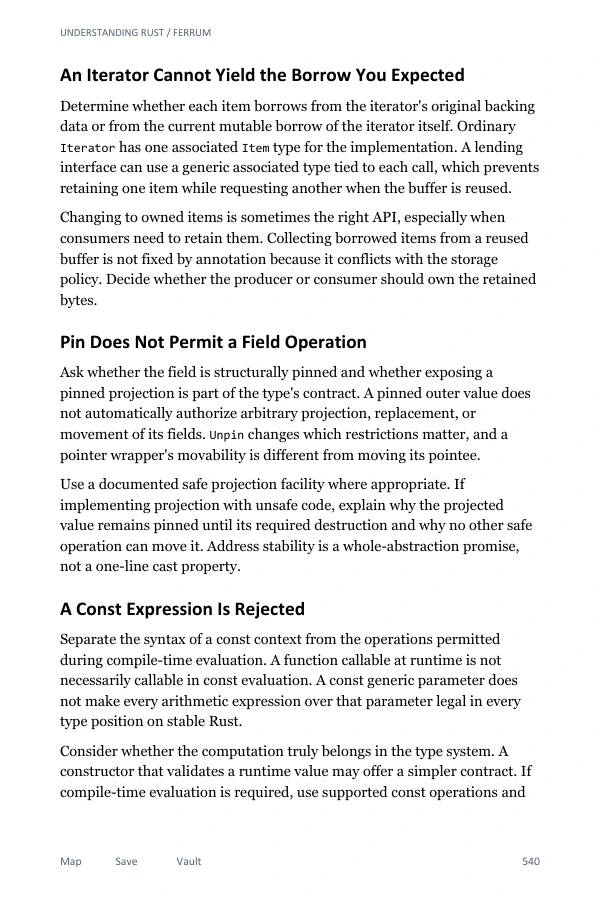 UNDERSTANDING RUST / FERRUM
An Iterator Cannot Yield the Borrow You Expected
Determine whether each item borrows from the iterator's original backing
data or from the current mutable borrow of the iterator itself. Ordinary
Iterator has one associated Item type for the implementation. A lending
interface can use a generic associated type tied to each call, which prevents
retaining one item while requesting another when the buffer is reused.
Changing to owned items is sometimes the right API, especially when
consumers need to retain them. Collecting borrowed items from a reused
buffer is not fixed by annotation because it conflicts with the storage
policy. Decide whether the producer or consumer should own the retained
bytes.
Pin Does Not Permit a Field Operation
Ask whether the field is structurally pinned and whether exposing a
pinned projection is part of the type's contract. A pinned outer value does
not automatically authorize arbitrary projection, replacement, or
movement of its fields. Unpin changes which restrictions matter, and a
pointer wrapper's movability is different from moving its pointee.
Use a documented safe projection facility where appropriate. If
implementing projection with unsafe code, explain why the projected
value remains pinned until its required destruction and why no other safe
operation can move it. Address stability is a whole-abstraction promise,
not a one-line cast property.
A Const Expression Is Rejected
Separate the syntax of a const context from the operations permitted
during compile-time evaluation. A function callable at runtime is not
necessarily callable in const evaluation. A const generic parameter does
not make every arithmetic expression over that parameter legal in every
type position on stable Rust.
Consider whether the computation truly belongs in the type system. A
constructor that validates a runtime value may offer a simpler contract. If
compile-time evaluation is required, use supported const operations and
Map Save Vault 540